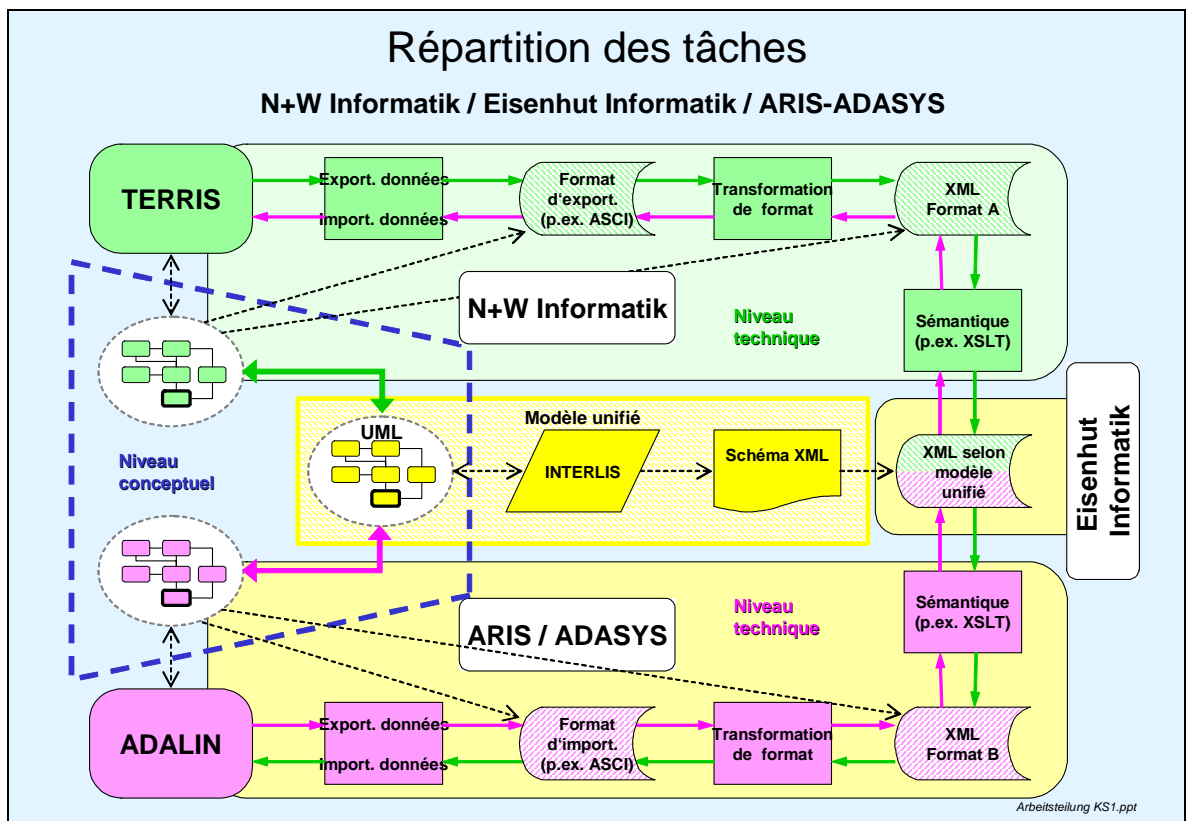 Répartition des tâches
N+W Informatik / Eisenhut Informatik / ARIS-ADASYS
TERRIS
Export. données
Import. données
Format
d'export.
(p.ex. ASCI)
Transformation
de format
XML
Format A
N+W Informatik
Niveau
technique
Sémantique
(p.ex. XSLT)
Eisenhut
Informatik
Niveau
conceptuel
UML
Modèle unifié
INTERLIS
Schéma XML
XML selon
modèle
unifié
ARIS / ADASYS
Niveau
technique
Sémantique
(p.ex. XSLT)
ADALIN
Export. données
Import. données
Format
d'import.
(p.ex. ASCI)
Transformation
de format
XML
Format B
Arbeitsteilung KS1.ppt